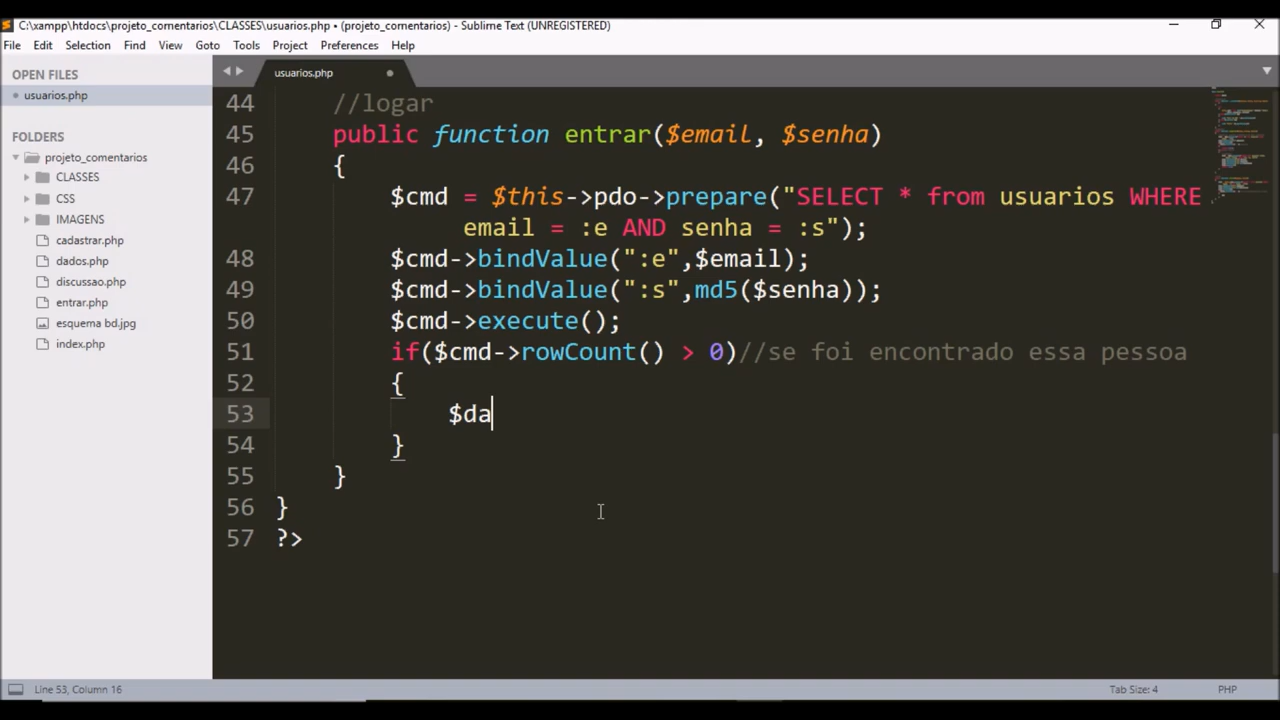 C:\xampp\htdocs\projeto_comentarios\CLASSES\usuarios.php • (projeto_comentarios) - Sublime Text (UNREGISTERED)
File Edit Selection Find View Goto Tools Project Preferences Help
OPEN FILES
usuarios.php
FOLDERS
projeto_comentarios
CLASSES
CSS
IMAGENS
cadastrar.php
dados.php
discussao.php
entrar.php
esquema bd.jpg
index.php
usuarios.php
44 //logar
45 public function entrar($email, $senha)
46 {
47 $cmd = $this->pdo->prepare("SELECT * from usuarios WHERE
email = :e AND senha = :s");
48 $cmd->bindValue(":e",$email);
49 $cmd->bindValue(":s",md5($senha));
50 $cmd->execute();
51 if($cmd->rowCount() > 0)//se foi encontrado essa pessoa
52 {
53 $da
54 }
55 }
56 }
57 ?>
Line 53, Column 16 Tab Size: 4 PHP